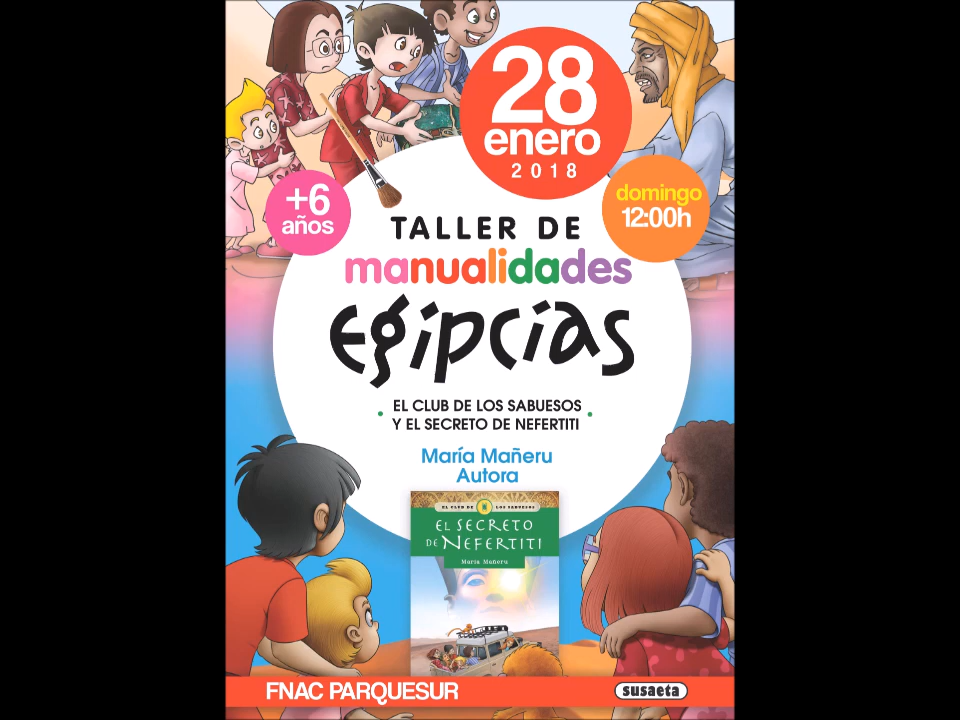 28
enero
2018
+6
años
domingo
12:00h
TALLER DE
manualidades
Egipcias
EL CLUB DE LOS SABUESOS
Y EL SECRETO DE NEFERTITI
María Mañeru
Autora
EL CLUB DE LOS SABUESOS
EL SECRETO
DE NEFERTITI
María Mañeru
FNAC PARQUESUR
susaeta